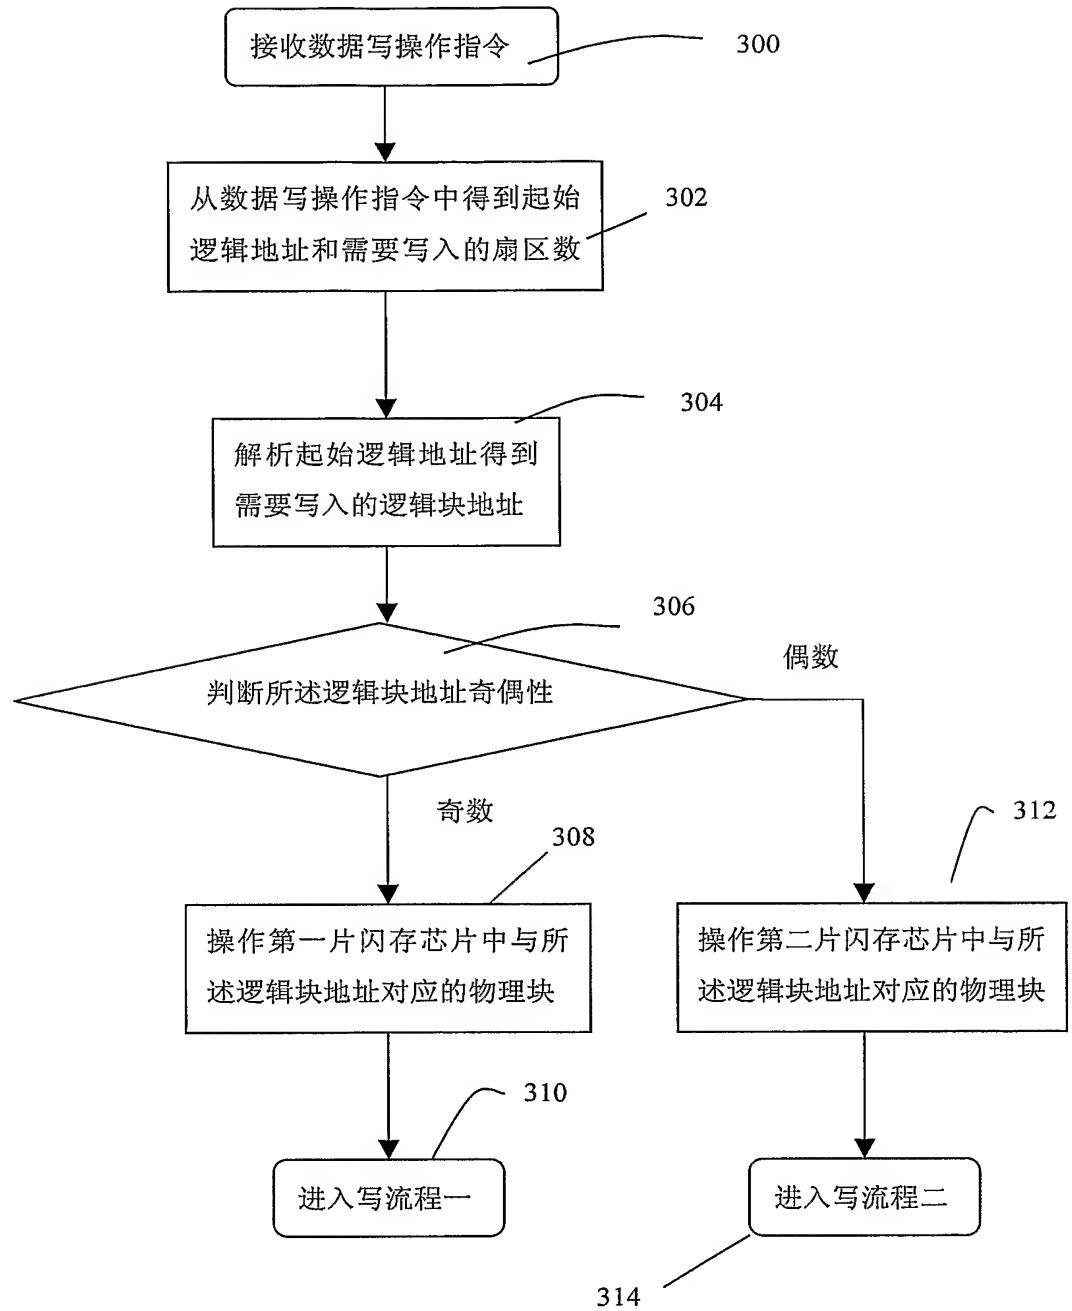 接收数据写操作指令
300
从数据写操作指令中得到起始
逻辑地址和需要写入的扇区数
302
304
解析起始逻辑地址得到
需要写入的逻辑块地址
306
判断所述逻辑块地址奇偶性
偶数
奇数
308
312
操作第一片闪存芯片中与所
述逻辑块地址对应的物理块
操作第二片闪存芯片中与所
述逻辑块地址对应的物理块
310
进入写流程一
进入写流程二
314